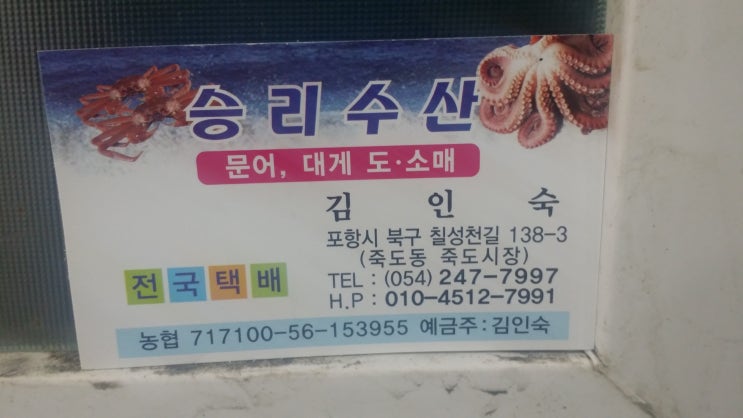 승리수산
문어, 대게 도·소매
김 인 숙
포항시 북구 칠성천길 138-3
(죽도동 죽도시장)
전국택배
TEL : (054) 247-7997
H.P : 010-4512-7991
농협 717100-56-153955 예금주:김인숙